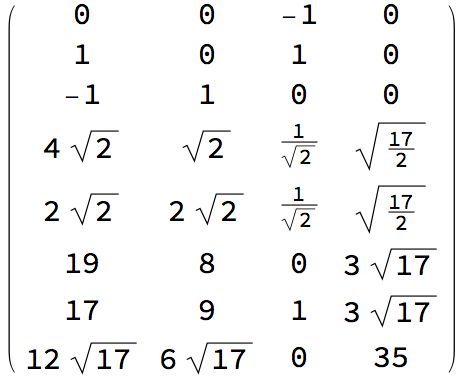 0 0 −1 0
1 0 1 0
−1 1 0 0
4 √2 √2 1/√2 √(17/2)
2 √2 2 √2 1/√2 √(17/2)
19 8 0 3 √17
17 9 1 3 √17
12 √17 6 √17 0 35